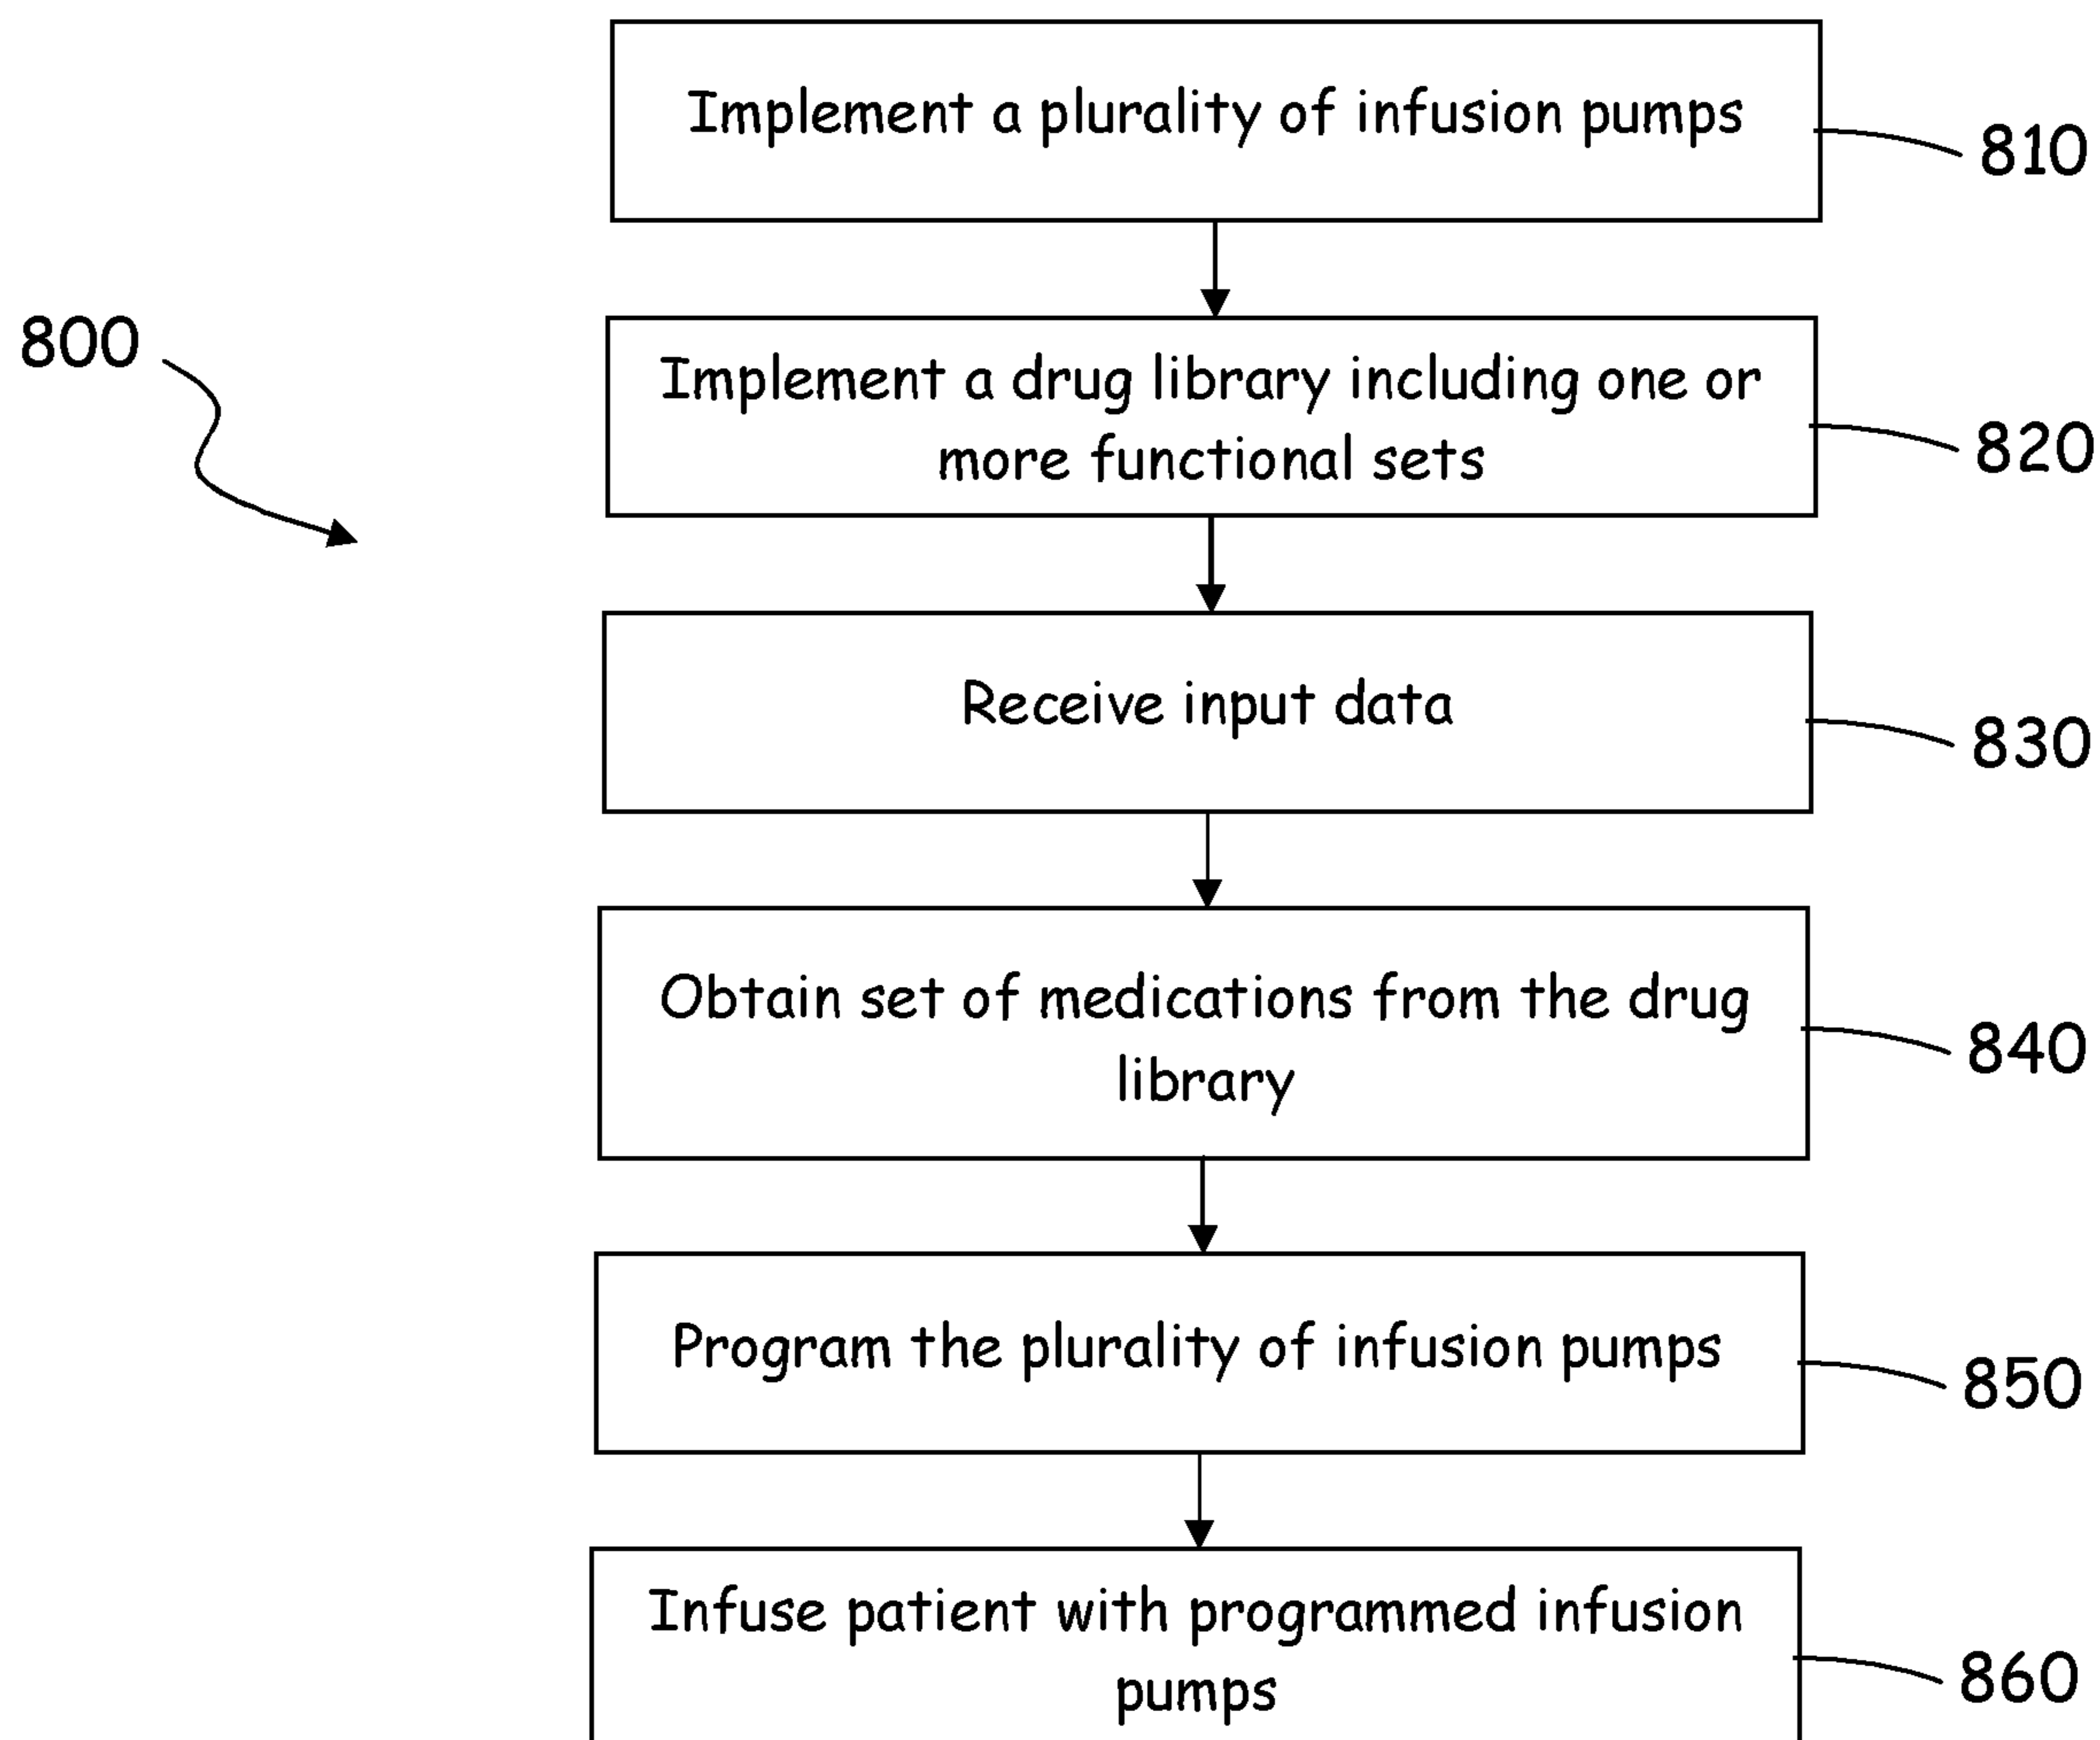 Implement a plurality of infusion pumps
810
800
Implement a drug library including one or
more functional sets
820
Receive input data
830
Obtain set of medications from the drug
library
840
Program the plurality of infusion pumps
850
Infuse patient with programmed infusion
pumps
860